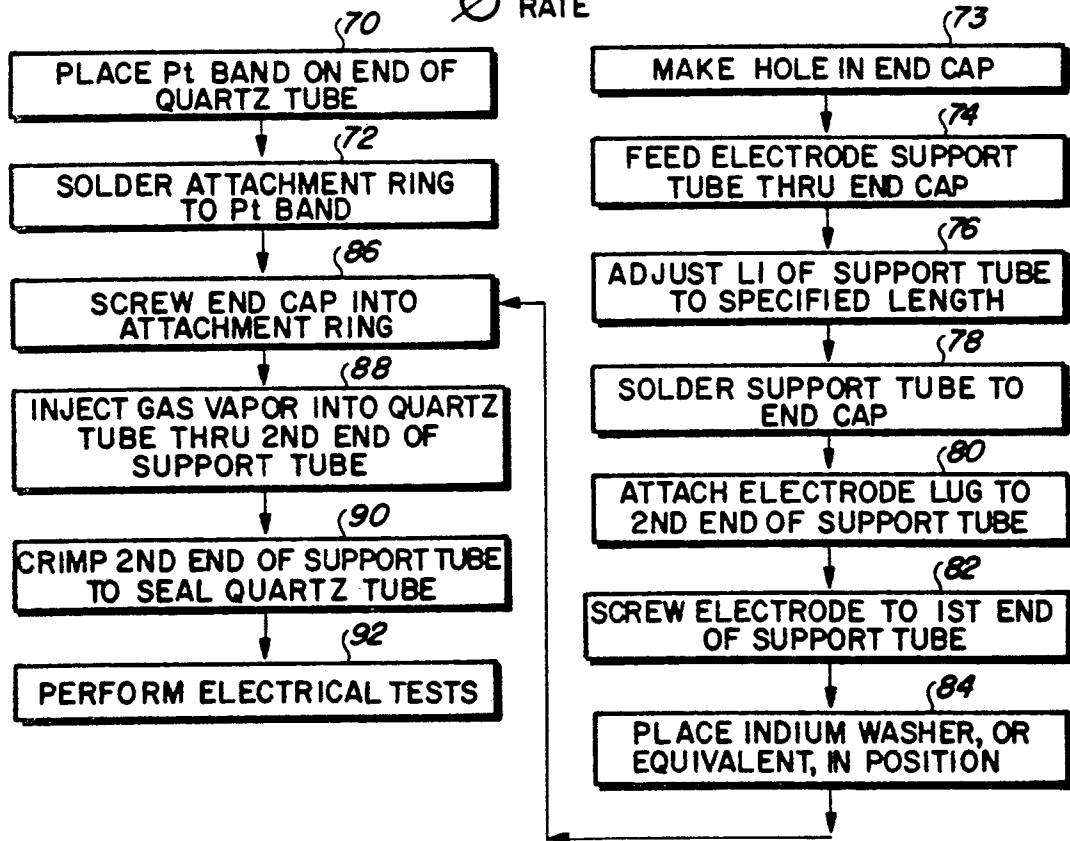 RATE
70
PLACE Pt BAND ON END OF
QUARTZ TUBE
72
SOLDER ATTACHMENT RING
TO Pt BAND
86
SCREW END CAP INTO
ATTACHMENT RING
88
INJECT GAS VAPOR INTO QUARTZ
TUBE THRU 2ND END OF
SUPPORT TUBE
90
CRIMP 2ND END OF SUPPORT TUBE
TO SEAL QUARTZ TUBE
92
PERFORM ELECTRICAL TESTS
73
MAKE HOLE IN END CAP
74
FEED ELECTRODE SUPPORT
TUBE THRU END CAP
76
ADJUST L1 OF SUPPORT TUBE
TO SPECIFIED LENGTH
78
SOLDER SUPPORT TUBE TO
END CAP
80
ATTACH ELECTRODE LUG TO
2ND END OF SUPPORT TUBE
82
SCREW ELECTRODE TO 1ST END
OF SUPPORT TUBE
84
PLACE INDIUM WASHER, OR
EQUIVALENT, IN POSITION